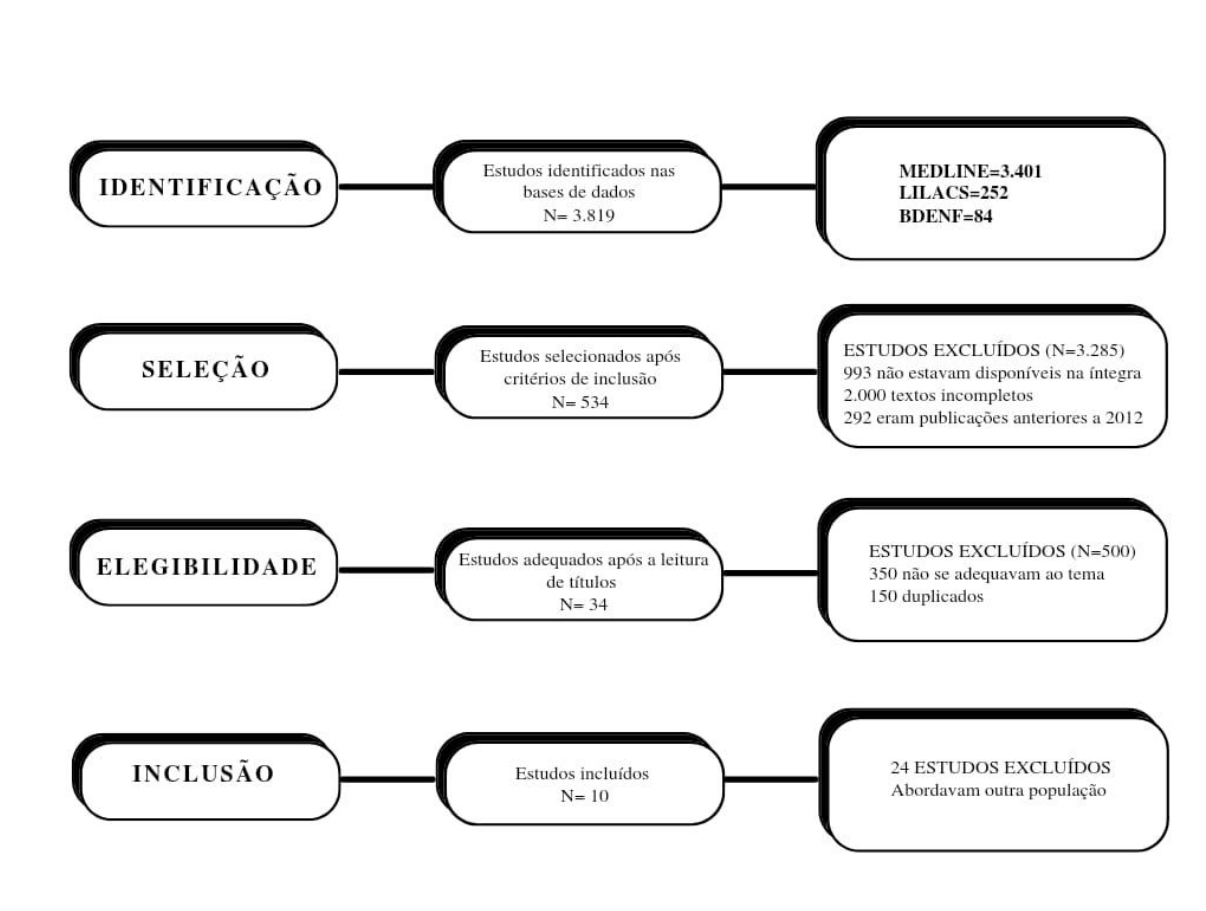 IDENTIFICAÇÃO
Estudos identificados nas
bases de dados
N= 3.819
MEDLINE=3.401
LILACS=252
BDENF=84
SELEÇÃO
Estudos selecionados após
critérios de inclusão
N= 534
ESTUDOS EXCLUÍDOS (N=3.285)
993 não estavam disponíveis na íntegra
2.000 textos incompletos
292 eram publicações anteriores a 2012
ELEGIBILIDADE
Estudos adequados após a leitura
de títulos
N= 34
ESTUDOS EXCLUÍDOS (N=500)
350 não se adequavam ao tema
150 duplicados
INCLUSÃO
Estudos incluídos
N= 10
24 ESTUDOS EXCLUÍDOS
Abordavam outra população